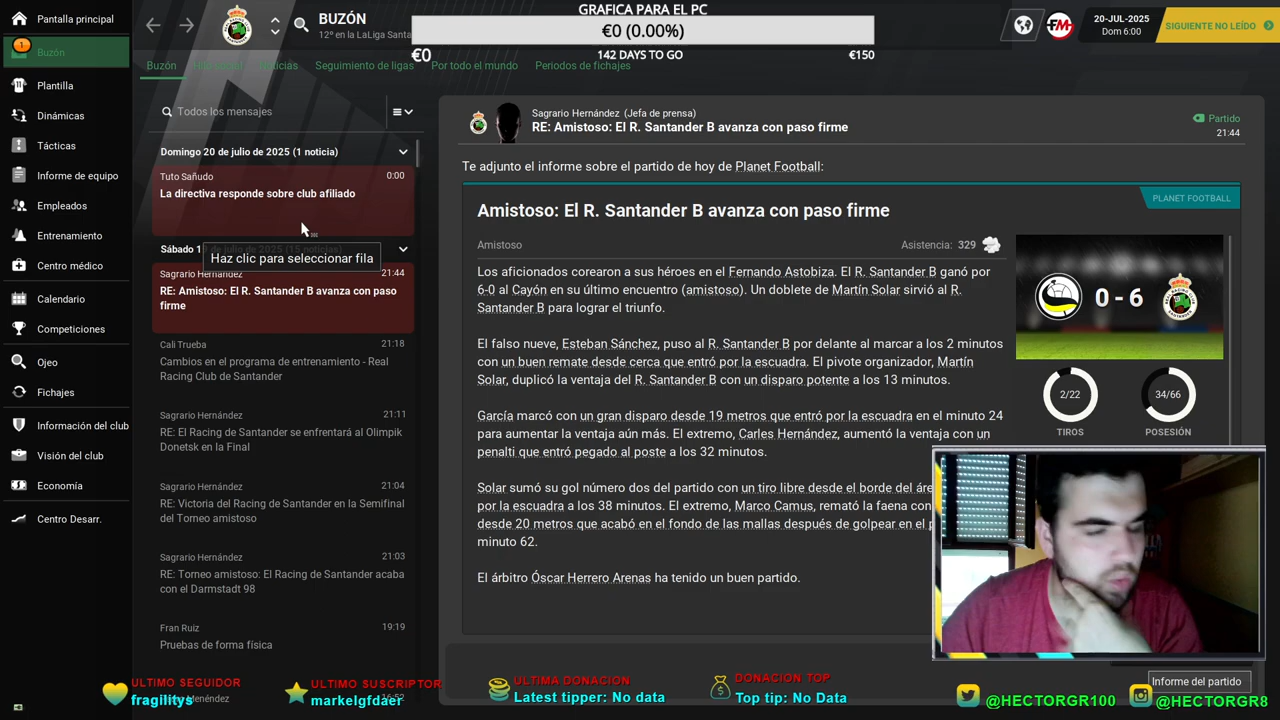 Pantalla principal
1
Buzón
Plantilla
Dinámicas
Tácticas
Informe de equipo
Empleados
Entrenamiento
Centro médico
Calendario
Competiciones
Ojeo
Fichajes
Información del club
Visión del club
Economía
Centro Desarr.
BUZÓN
12º en la LaLiga Santa
GRAFICA PARA EL PC
€0 (0.00%)
€0
142 DAYS TO GO
€150
FM
20-JUL-2025
Dom 6:00
SIGUIENTE NO LEÍDO
Buzón
Noticias
Seguimiento de ligas
Por todo el mundo
Periodos de fichajes
Todos los mensajes
Domingo 20 de julio de 2025 (1 noticia)
Tuto Sañudo
0:00
La directiva responde sobre club afiliado
Sábado 19 de julio de 2025 (15 noticias)
Haz clic para seleccionar fila
Sagrario Hernández
21:44
RE: Amistoso: El R. Santander B avanza con paso
firme
Cali Trueba
21:18
Cambios en el programa de entrenamiento - Real
Racing Club de Santander
Sagrario Hernández
21:11
RE: El Racing de Santander se enfrentará al Olimpik
Donetsk en la Final
Sagrario Hernández
21:04
RE: Victoria del Racing de Santander en la Semifinal
del Torneo amistoso
Sagrario Hernández
21:03
RE: Torneo amistoso: El Racing de Santander acaba
con el Darmstadt 98
Fran Ruiz
19:19
Pruebas de forma física
Sagrario Hernández (Jefa de prensa)
RE: Amistoso: El R. Santander B avanza con paso firme
Partido
21:44
Te adjunto el informe sobre el partido de hoy de Planet Football:
PLANET FOOTBALL
Amistoso: El R. Santander B avanza con paso firme
Amistoso
Asistencia: 329
Los aficionados corearon a sus héroes en el Fernando Astobiza. El R. Santander B ganó por
6-0 al Cayón en su último encuentro (amistoso). Un doblete de Martín Solar sirvió al R.
Santander B para lograr el triunfo.
El falso nueve, Esteban Sánchez, puso al R. Santander B por delante al marcar a los 2 minutos
con un buen remate desde cerca que entró por la escuadra. El pivote organizador, Martín
Solar, duplicó la ventaja del R. Santander B con un disparo potente a los 13 minutos.
García marcó con un gran disparo desde 19 metros que entró por la escuadra en el minuto 24
para aumentar la ventaja aún más. El extremo, Carles Hernández, aumentó la ventaja con un
penalti que entró pegado al poste a los 32 minutos.
Solar sumó su gol número dos del partido con un tiro libre desde el borde del áre
por la escuadra a los 38 minutos. El extremo, Marco Camus, remató la faena con
desde 20 metros que acabó en el fondo de las mallas después de golpear en el p
minuto 62.
El árbitro Óscar Herrero Arenas ha tenido un buen partido.
0 - 6
2/22
34/66
TIROS
POSESIÓN
Informe del partido
ULTIMO SEGUIDOR
fragilitys
ULTIMO SUSCRIPTOR
markelgfdaer
ULTIMA DONACION
Latest tipper: No data
DONACION TOP
Top tip: No Data
@HECTORGR100
@HECTORGR8